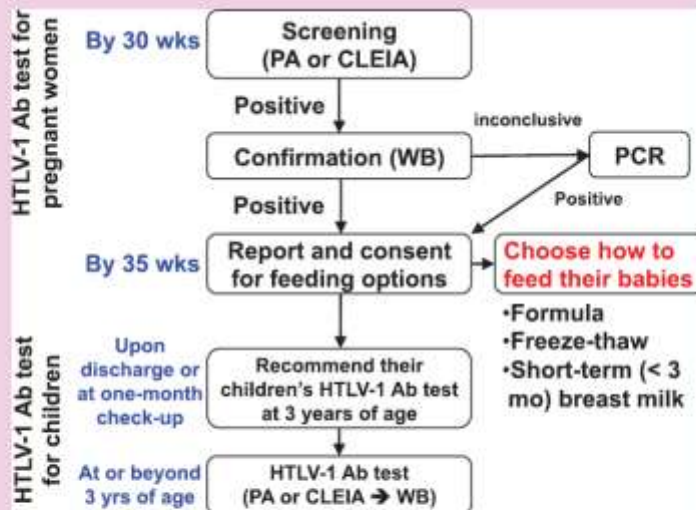 HTLV-1 Ab test for
pregnant women
By 30 wks
Screening
(PA or CLEIA)
Positive
inconclusive
Confirmation (WB)
PCR
Positive
Positive
By 35 wks
Report and consent
for feeding options
Choose how to
feed their babies
•Formula
•Freeze-thaw
•Short-term (< 3
mo) breast milk
HTLV-1 Ab test
for children
Upon
discharge or
at one-month
check-up
Recommend their
children's HTLV-1 Ab test
at 3 years of age
At or beyond
3 yrs of age
HTLV-1 Ab test
(PA or CLEIA ➔ WB)